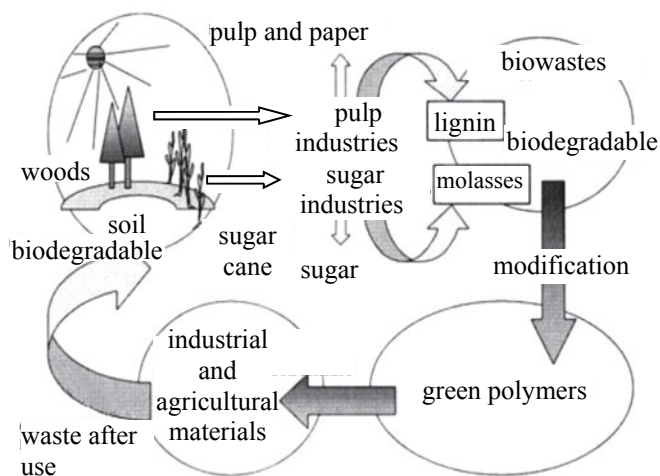 pulp and paper
biowastes
pulp
industries
lignin
biodegradable
woods
sugar
industries
molasses
soil
biodegradable
sugar
cane
sugar
modification
industrial
and
agricultural
materials
green polymers
waste after
use